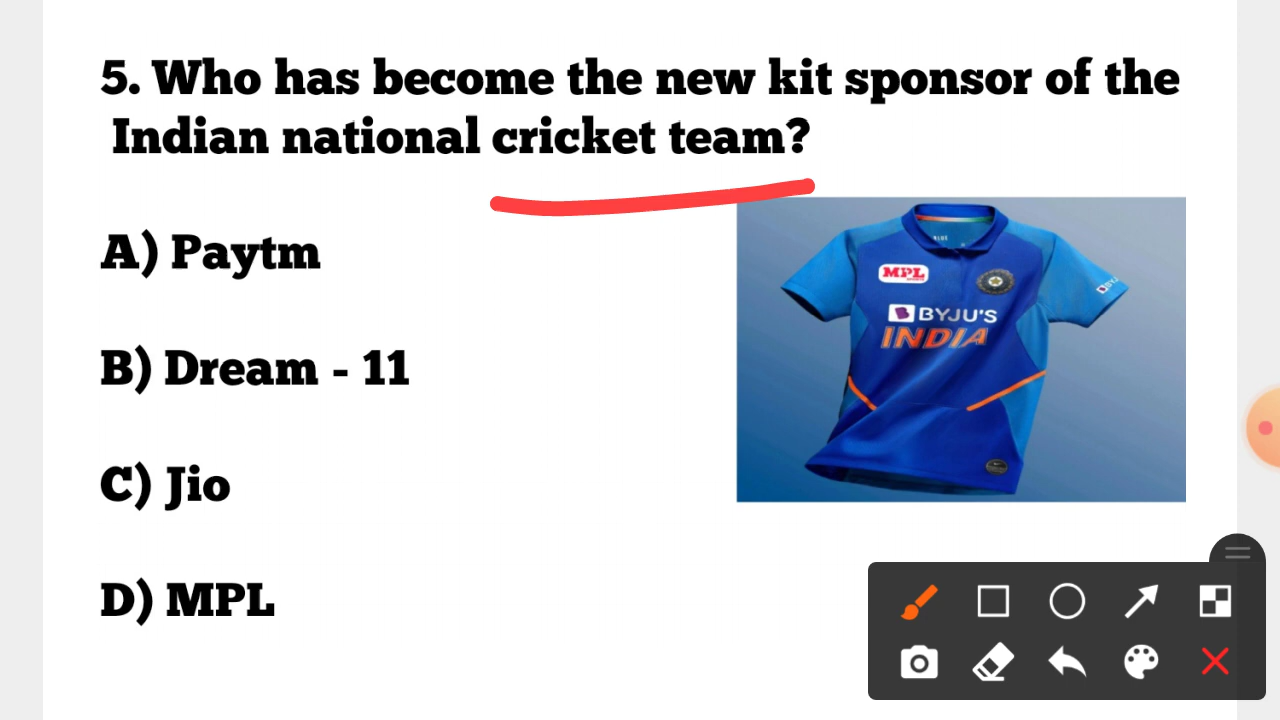 5. Who has become the new kit sponsor of the
Indian national cricket team?
A) Paytm
B) Dream - 11
C) Jio
D) MPL
MPL
BYJU'S
INDIA